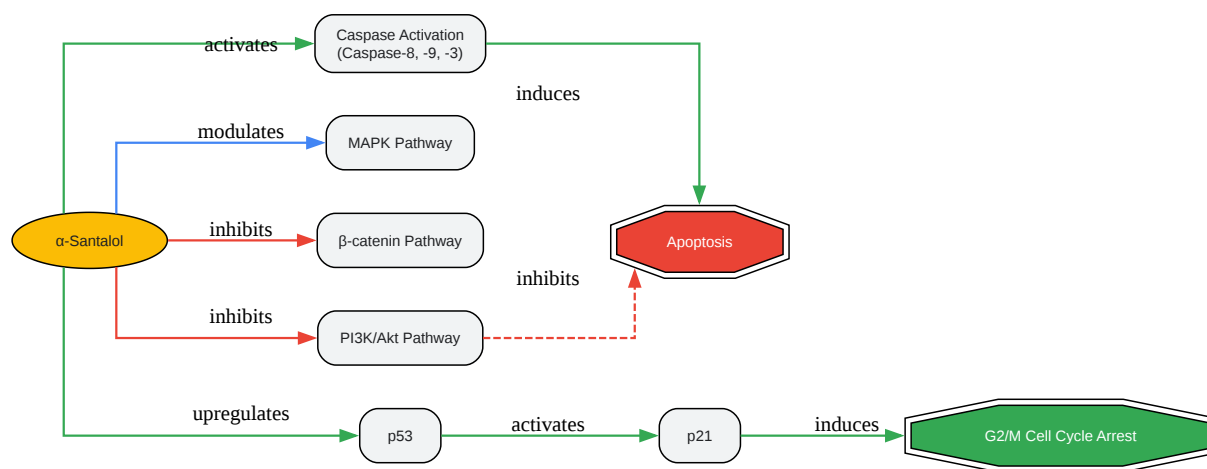 activates
Caspase Activation
(Caspase-8, -9, -3)
induces
modulates
MAPK Pathway
α-Santalol
inhibits
β-catenin Pathway
Apoptosis
inhibits
inhibits
PI3K/Akt Pathway
upregulates
p53
activates
p21
induces
G2/M Cell Cycle Arrest